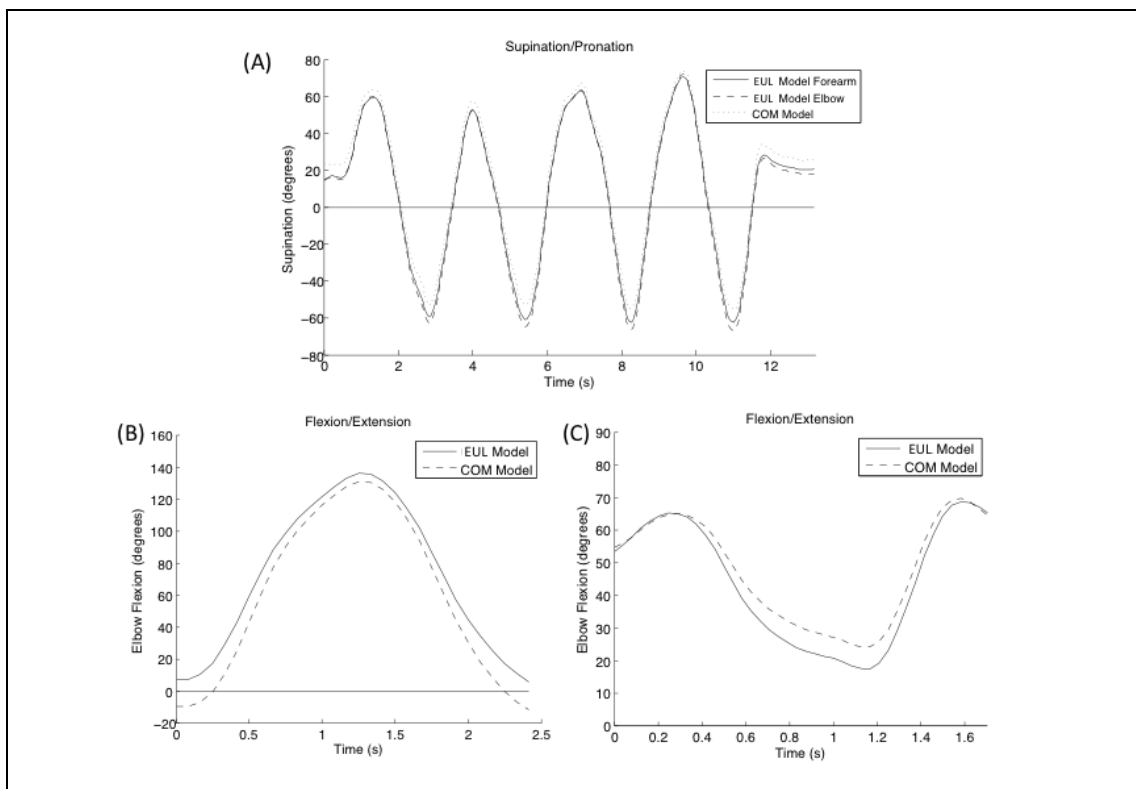 (A)
Supination/Pronation
80
60
40
20
0
−20
−40
−60
−80
Supination (degrees)
EUL Model Forearm
EUL Model Elbow
COM Model
0 2 4 6 8 10 12
Time (s)
(B)
Flexion/Extension
160
140
120
100
80
60
40
20
0
−20
Elbow Flexion (degrees)
EUL Model
COM Model
0 0.5 1 1.5 2 2.5
Time (s)
(C)
Flexion/Extension
90
80
70
60
50
40
30
20
10
0
Elbow Flexion (degrees)
EUL Model
COM Model
0 0.2 0.4 0.6 0.8 1 1.2 1.4 1.6
Time (s)